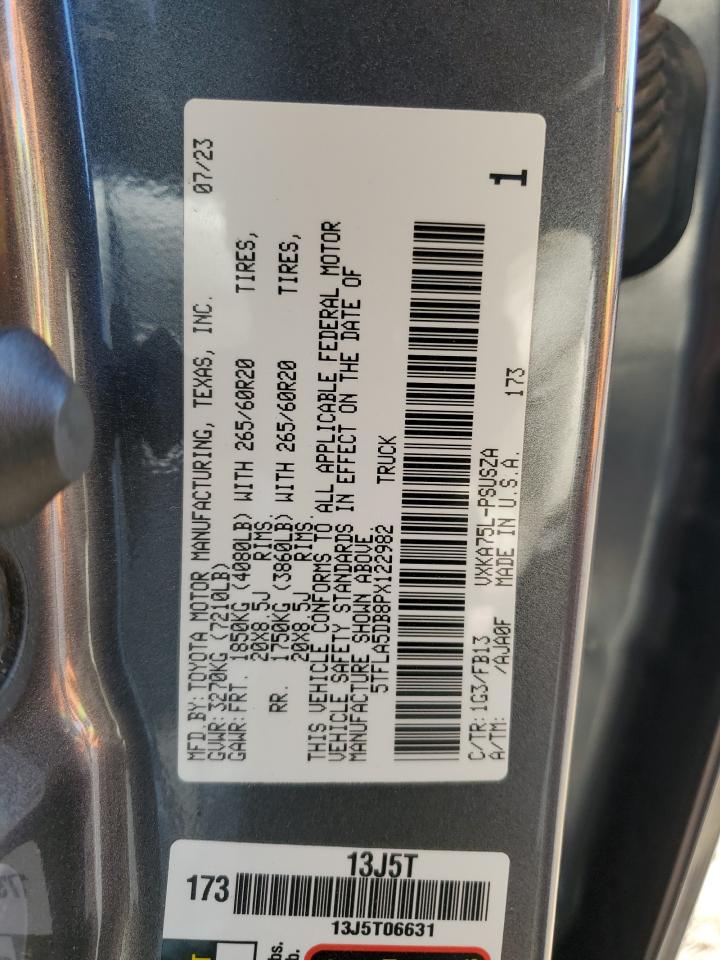 MFD.BY:TOYOTA MOTOR MANUFACTURING, TEXAS, INC. 07/23
GVWR:3270KG (7210LB)
GAWR:FRT. 1850KG (4080LB) WITH 265/60R20 TIRES,
20X8.5J RIMS,
RR. 1750KG (3860LB) WITH 265/60R20 TIRES,
20X8.5J RIMS.
THIS VEHICLE CONFORMS TO ALL APPLICABLE FEDERAL MOTOR
VEHICLE SAFETY STANDARDS IN EFFECT ON THE DATE OF
MANUFACTURE SHOWN ABOVE.
5TFLA5DB8PX122982 TRUCK
C/TR:1G3/FB13 VXKA75L-PSUSZA 173
A/TM: /AJA0F MADE IN U.S.A.
1
13J5T
173
13J5T06631